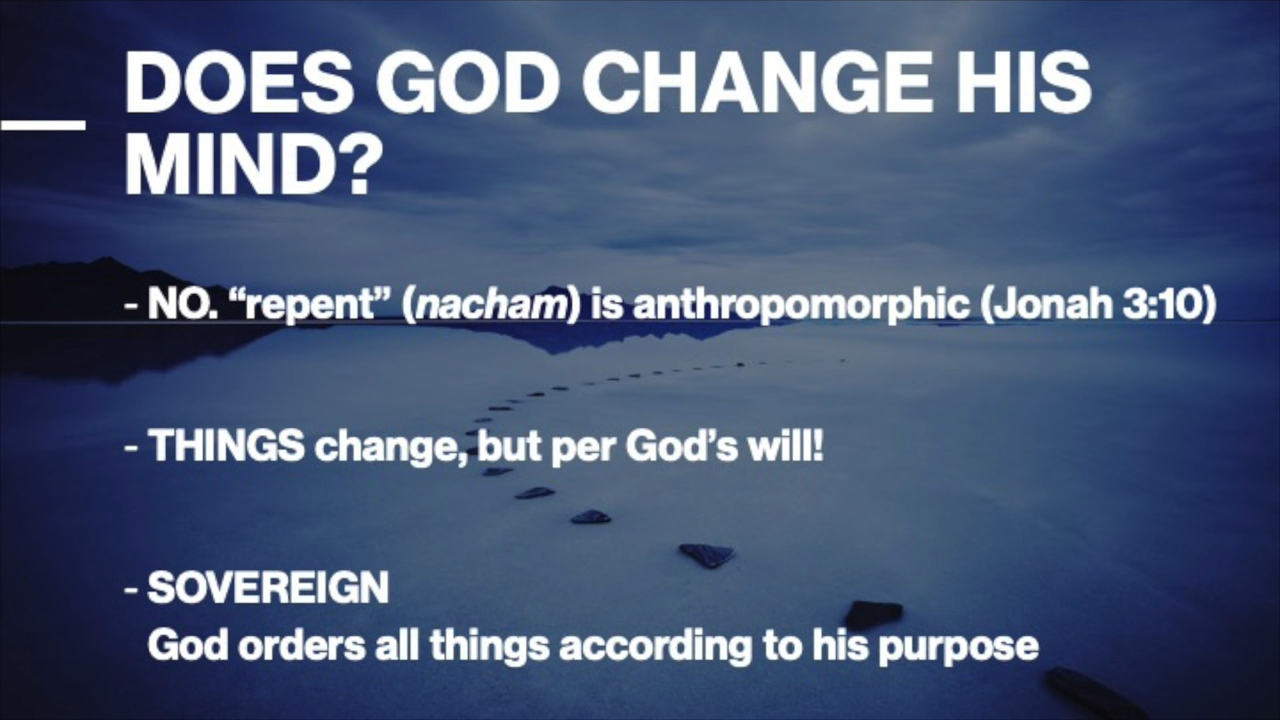 DOES GOD CHANGE HIS
MIND?
- NO. “repent” (nacham) is anthropomorphic (Jonah 3:10)
- THINGS change, but per God’s will!
- SOVEREIGN
God orders all things according to his purpose